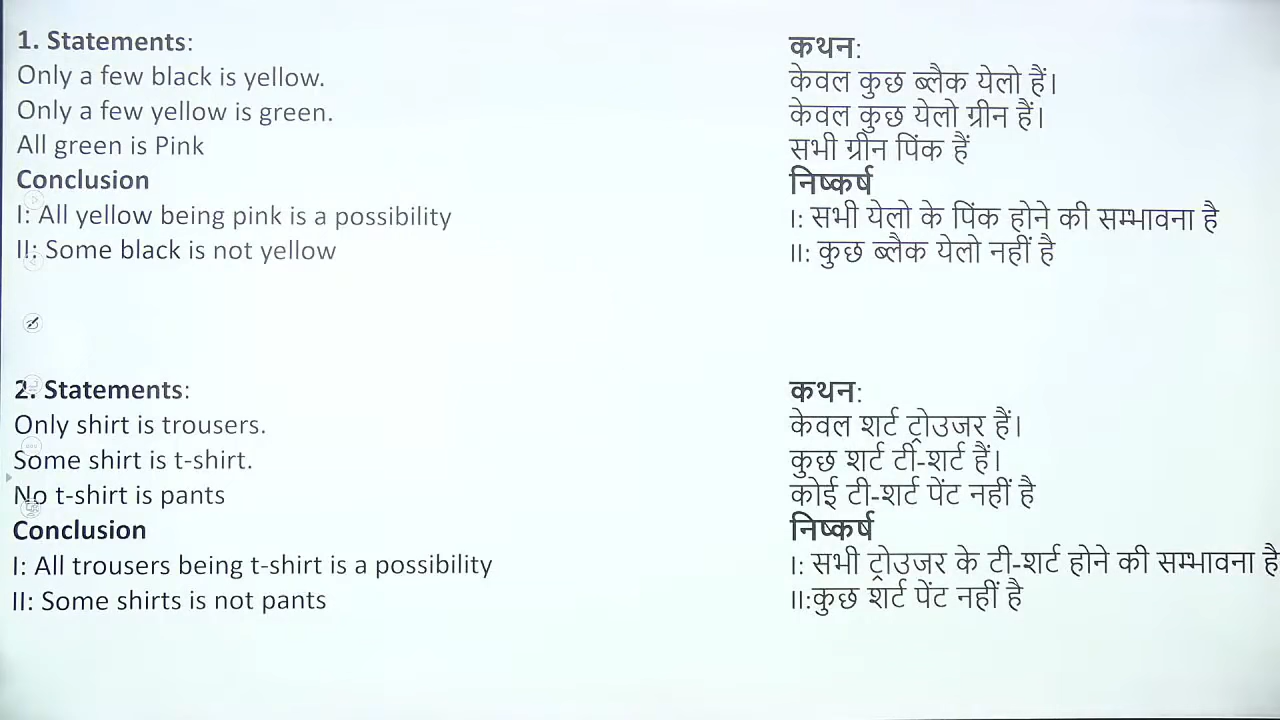 1. Statements:
Only a few black is yellow.
Only a few yellow is green.
All green is Pink
Conclusion
I: All yellow being pink is a possibility
II: Some black is not yellow
कथन:
केवल कुछ ब्लैक येलो हैं।
केवल कुछ येलो ग्रीन हैं।
सभी ग्रीन पिंक हैं
निष्कर्ष
I: सभी येलो के पिंक होने की सम्भावना है
II: कुछ ब्लैक येलो नहीं है
2. Statements:
Only shirt is trousers.
Some shirt is t-shirt.
No t-shirt is pants
Conclusion
I: All trousers being t-shirt is a possibility
II: Some shirts is not pants
कथन:
केवल शर्ट ट्रोउजर हैं।
कुछ शर्ट टी-शर्ट हैं।
कोई टी-शर्ट पेंट नहीं है
निष्कर्ष
I: सभी ट्रोउजर के टी-शर्ट होने की सम्भावना है
II:कुछ शर्ट पेंट नहीं है